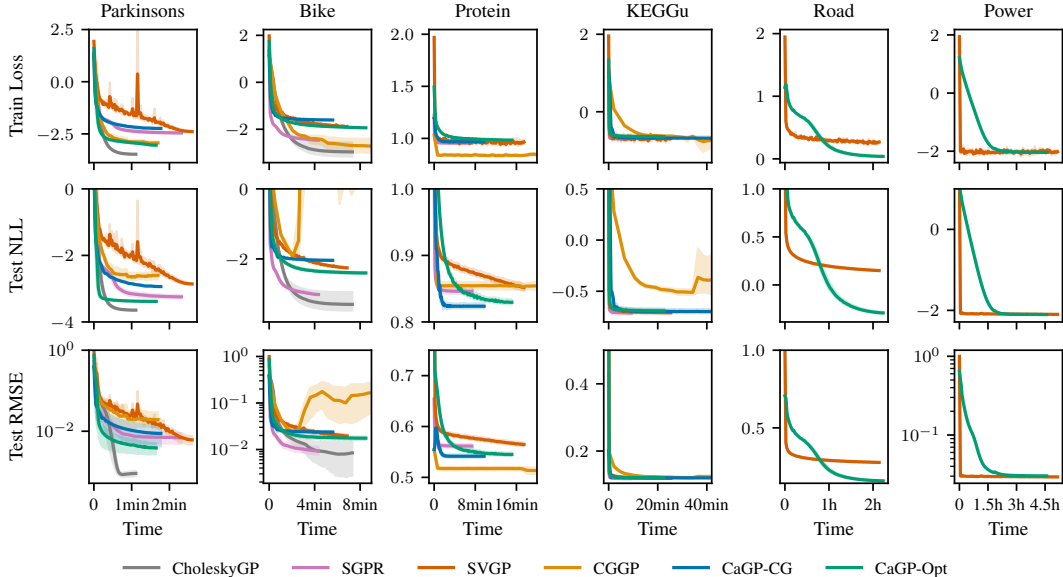 Parkinsons Bike Protein KEGGu Road Power
Train Loss
2.5 0.0 −2.5
2 0 −2
2.0 1.5 1.0
2 0
2 1 0
2 0 −2
Test NLL
0 −2 −4
0 −2
1.0 0.9 0.8
0.5 0.0 −0.5
1.0 0.5 0.0
0 −2
Test RMSE
10^0 10^−2
10^0 10^−1 10^−2
0.7 0.6 0.5
0.4 0.2
1.0 0.5
10^0 10^−1
0 1min 2min
0 4min 8min
0 8min 16min
0 20min 40min
0 1h 2h
0 1.5h 3h 4.5h
Time Time Time Time Time Time
CholeskyGP SGPR SVGP CGGP CaGP-CG CaGP-Opt